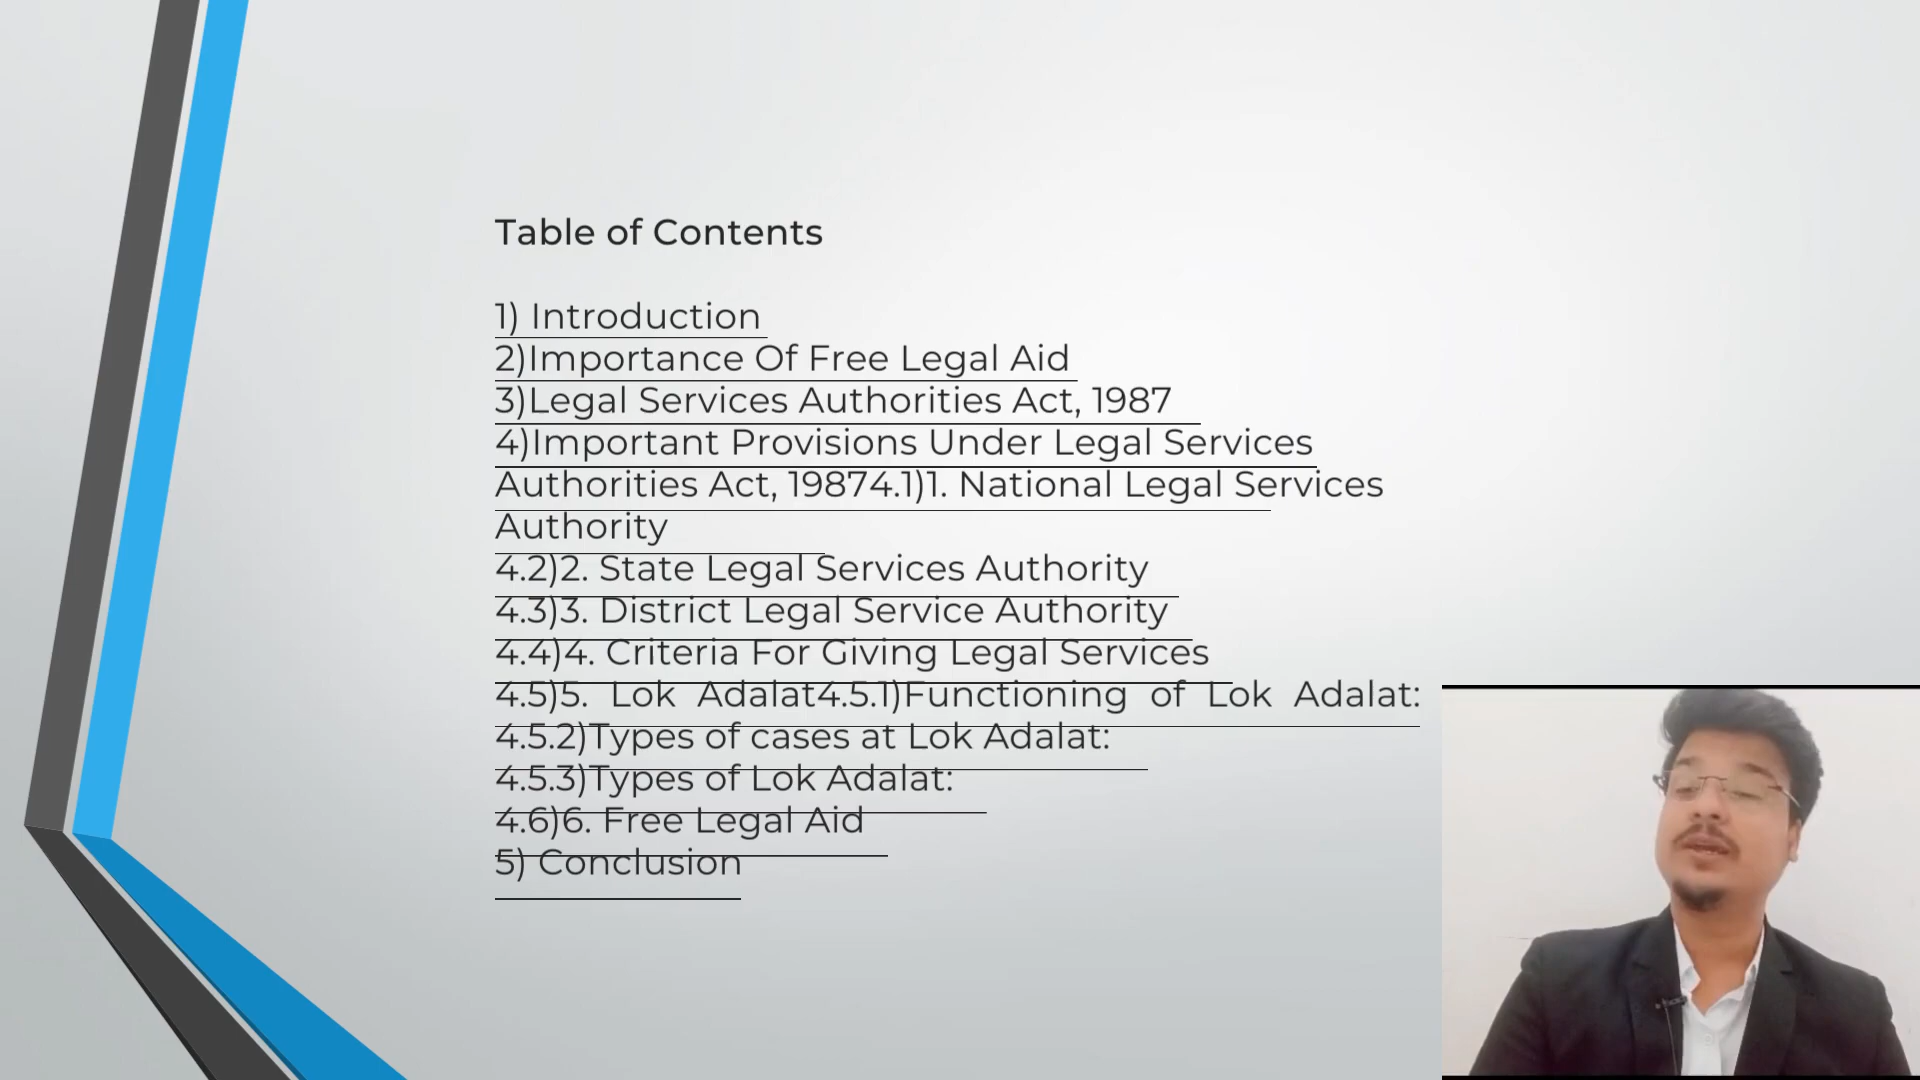 Table of Contents
1) Introduction
2)Importance Of Free Legal Aid
3)Legal Services Authorities Act, 1987
4)Important Provisions Under Legal Services
Authorities Act, 19874.1)1. National Legal Services
Authority
4.2)2. State Legal Services Authority
4.3)3. District Legal Service Authority
4.4)4. Criteria For Giving Legal Services
4.5)5. Lok Adalat4.5.1)Functioning of Lok Adalat:
4.5.2)Types of cases at Lok Adalat:
4.5.3)Types of Lok Adalat:
4.6)6. Free Legal Aid
5) Conclusion